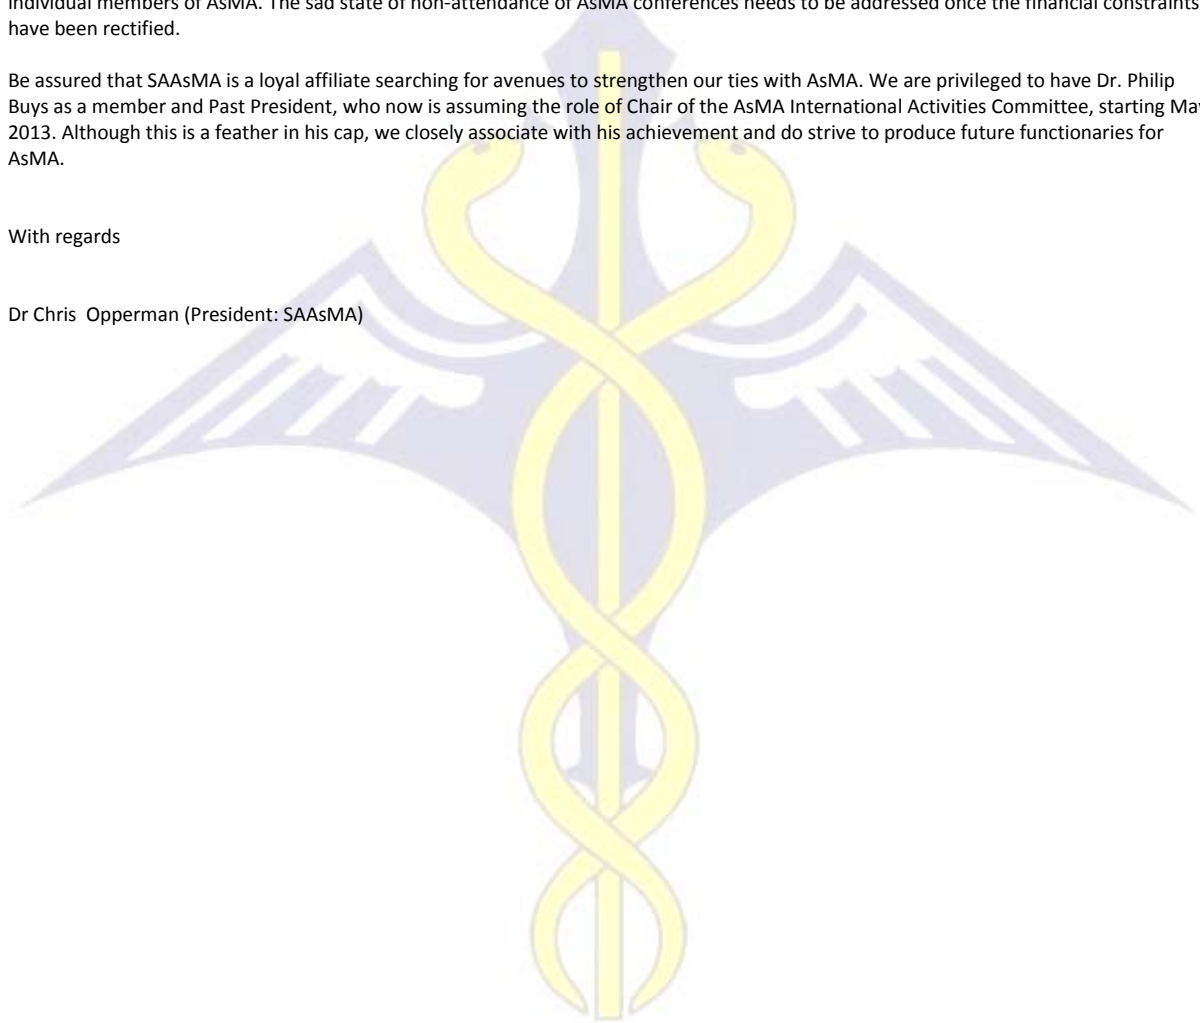 individual members of AsMA. The sad state of non-attendance of AsMA conferences needs to be addressed once the financial constraints
have been rectified.
Be assured that SAAsMA is a loyal affiliate searching for avenues to strengthen our ties with AsMA. We are privileged to have Dr. Philip
Buys as a member and Past President, who now is assuming the role of Chair of the AsMA International Activities Committee, starting May
2013. Although this is a feather in his cap, we closely associate with his achievement and do strive to produce future functionaries for
AsMA.
With regards
Dr Chris Opperman (President: SAAsMA)